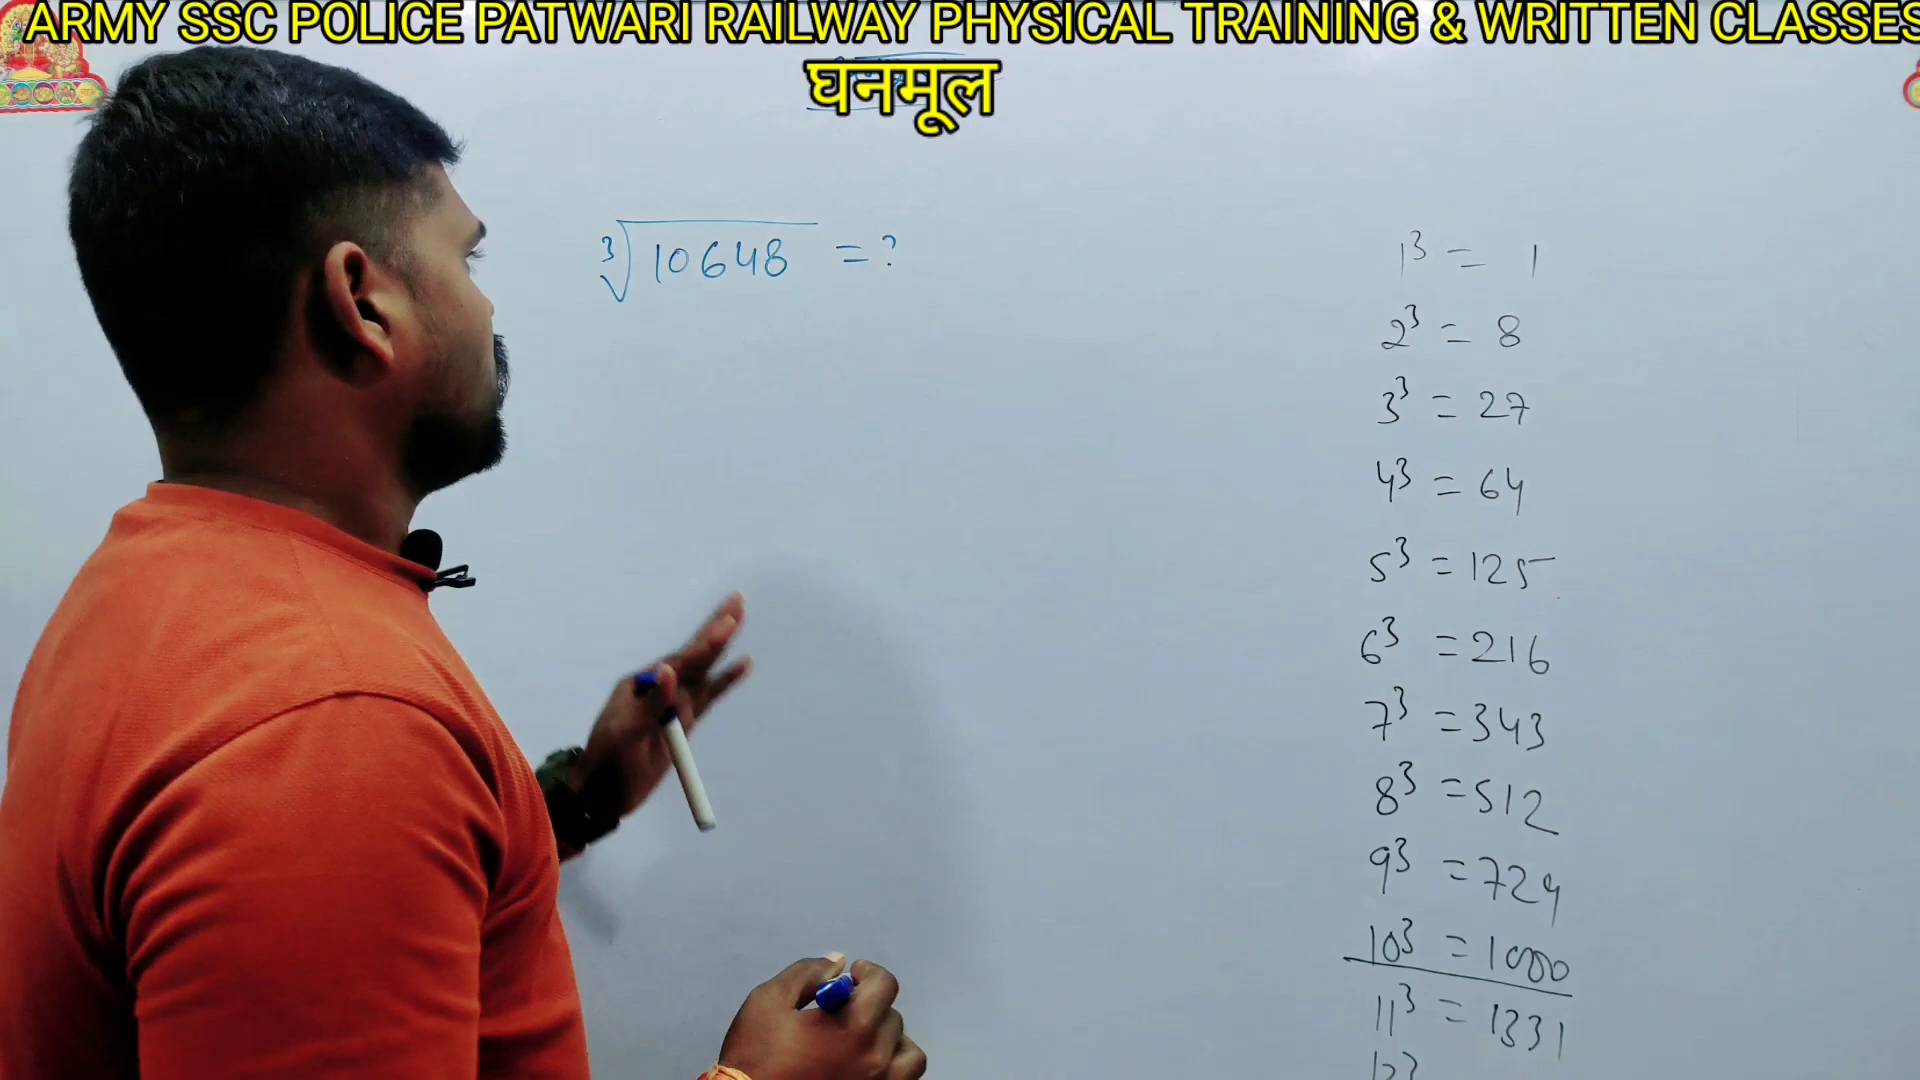 ARMY SSC POLICE PATWARI RAILWAY PHYSICAL TRAINING & WRITTEN CLASSES
घनमूल
∛10648 = ?
1³ = 1
2³ = 8
3³ = 27
4³ = 64
5³ = 125
6³ = 216
7³ = 343
8³ = 512
9³ = 729
10³ = 1000
11³ = 1331